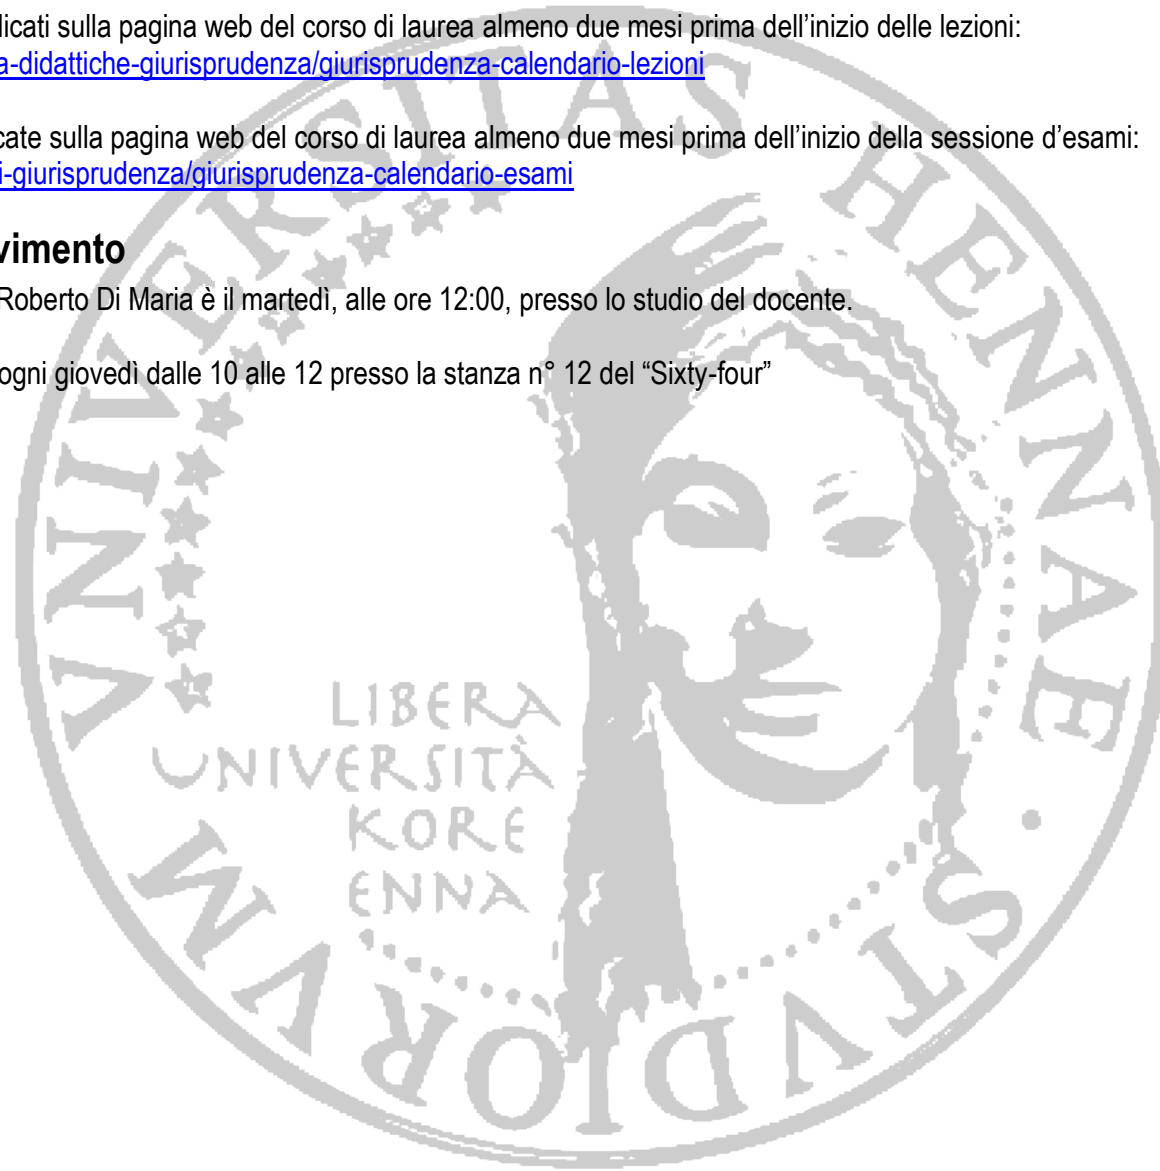 licati sulla pagina web del corso di laurea almeno due mesi prima dell’inizio delle lezioni:
a-didattiche-giurisprudenza/giurisprudenza-calendario-lezioni
cate sulla pagina web del corso di laurea almeno due mesi prima dell’inizio della sessione d’esami:
i-giurisprudenza/giurisprudenza-calendario-esami
vimento
Roberto Di Maria è il martedì, alle ore 12:00, presso lo studio del docente.
ogni giovedì dalle 10 alle 12 presso la stanza n° 12 del “Sixty-four”
VNIVERSITAS HENNAE • STVDIORVM
LIBERA
UNIVERSITÀ
KORE
ENNA